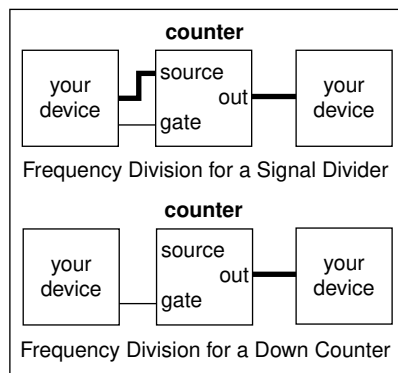 counter
your
device
source
out
gate
your
device
Frequency Division for a Signal Divider
counter
your
device
source
out
gate
your
device
Frequency Division for a Down Counter